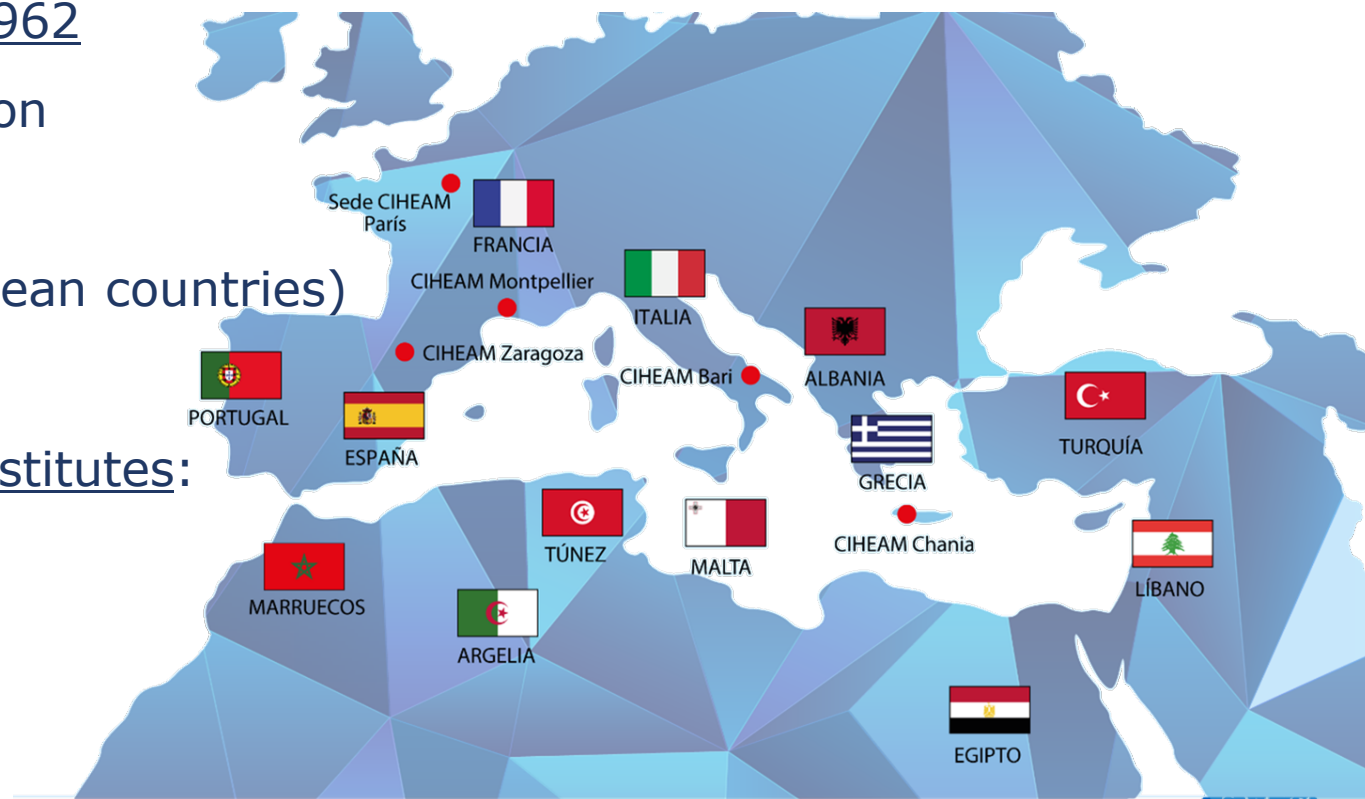 962
on
ean countries)
stitutes:
Sede CIHEAM
París
FRANCIA
CIHEAM Montpellier
ITALIA
CIHEAM Zaragoza
CIHEAM Bari
ALBANIA
PORTUGAL
ESPAÑA
TURQUÍA
GRECIA
CIHEAM Chania
TÚNEZ
MALTA
LÍBANO
MARRUECOS
ARGELIA
EGIPTO